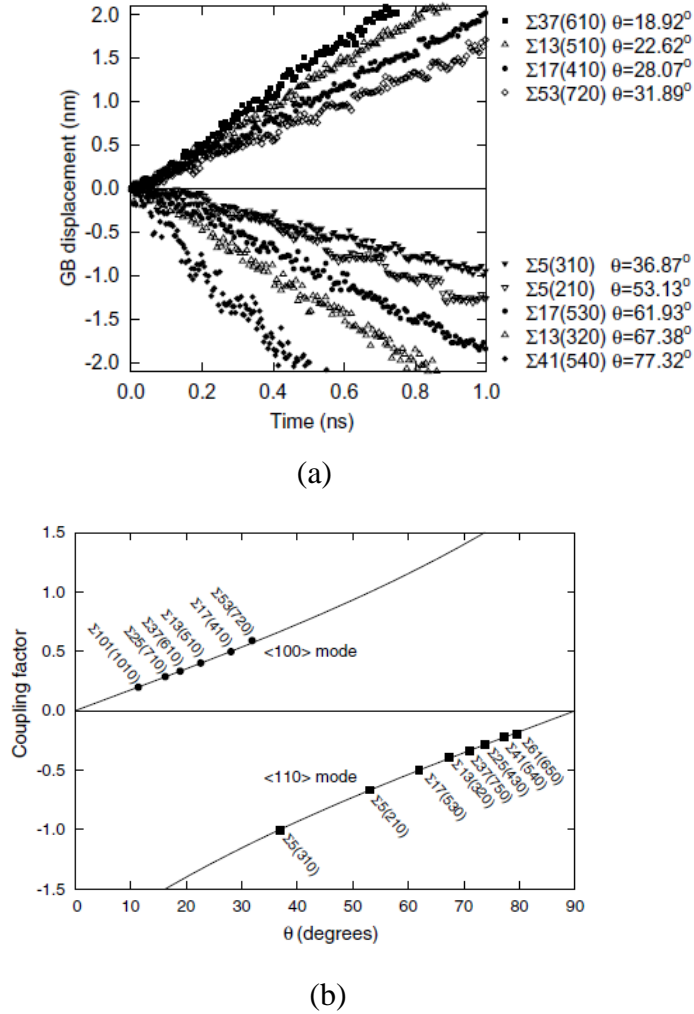 Σ37(610) θ=18.92°
Σ13(510) θ=22.62°
Σ17(410) θ=28.07°
Σ53(720) θ=31.89°
2.0
1.5
1.0
0.5
0.0
-0.5
-1.0
-1.5
-2.0
GB displacement (nm)
Σ5(310) θ=36.87°
Σ5(210) θ=53.13°
Σ17(530) θ=61.93°
Σ13(320) θ=67.38°
Σ41(540) θ=77.32°
0.0 0.2 0.4 0.6 0.8 1.0
Time (ns)
(a)
1.5
1.0
0.5
0.0
-0.5
-1.0
-1.5
Coupling factor
Σ101(1010)
Σ25(710)
Σ37(610)
Σ13(510)
Σ17(410)
Σ53(720)
<100> mode
<110> mode
Σ5(310)
Σ5(210)
Σ17(530)
Σ13(320)
Σ37(750)
Σ25(430)
Σ41(540)
Σ61(650)
0 10 20 30 40 50 60 70 80 90
θ (degrees)
(b)